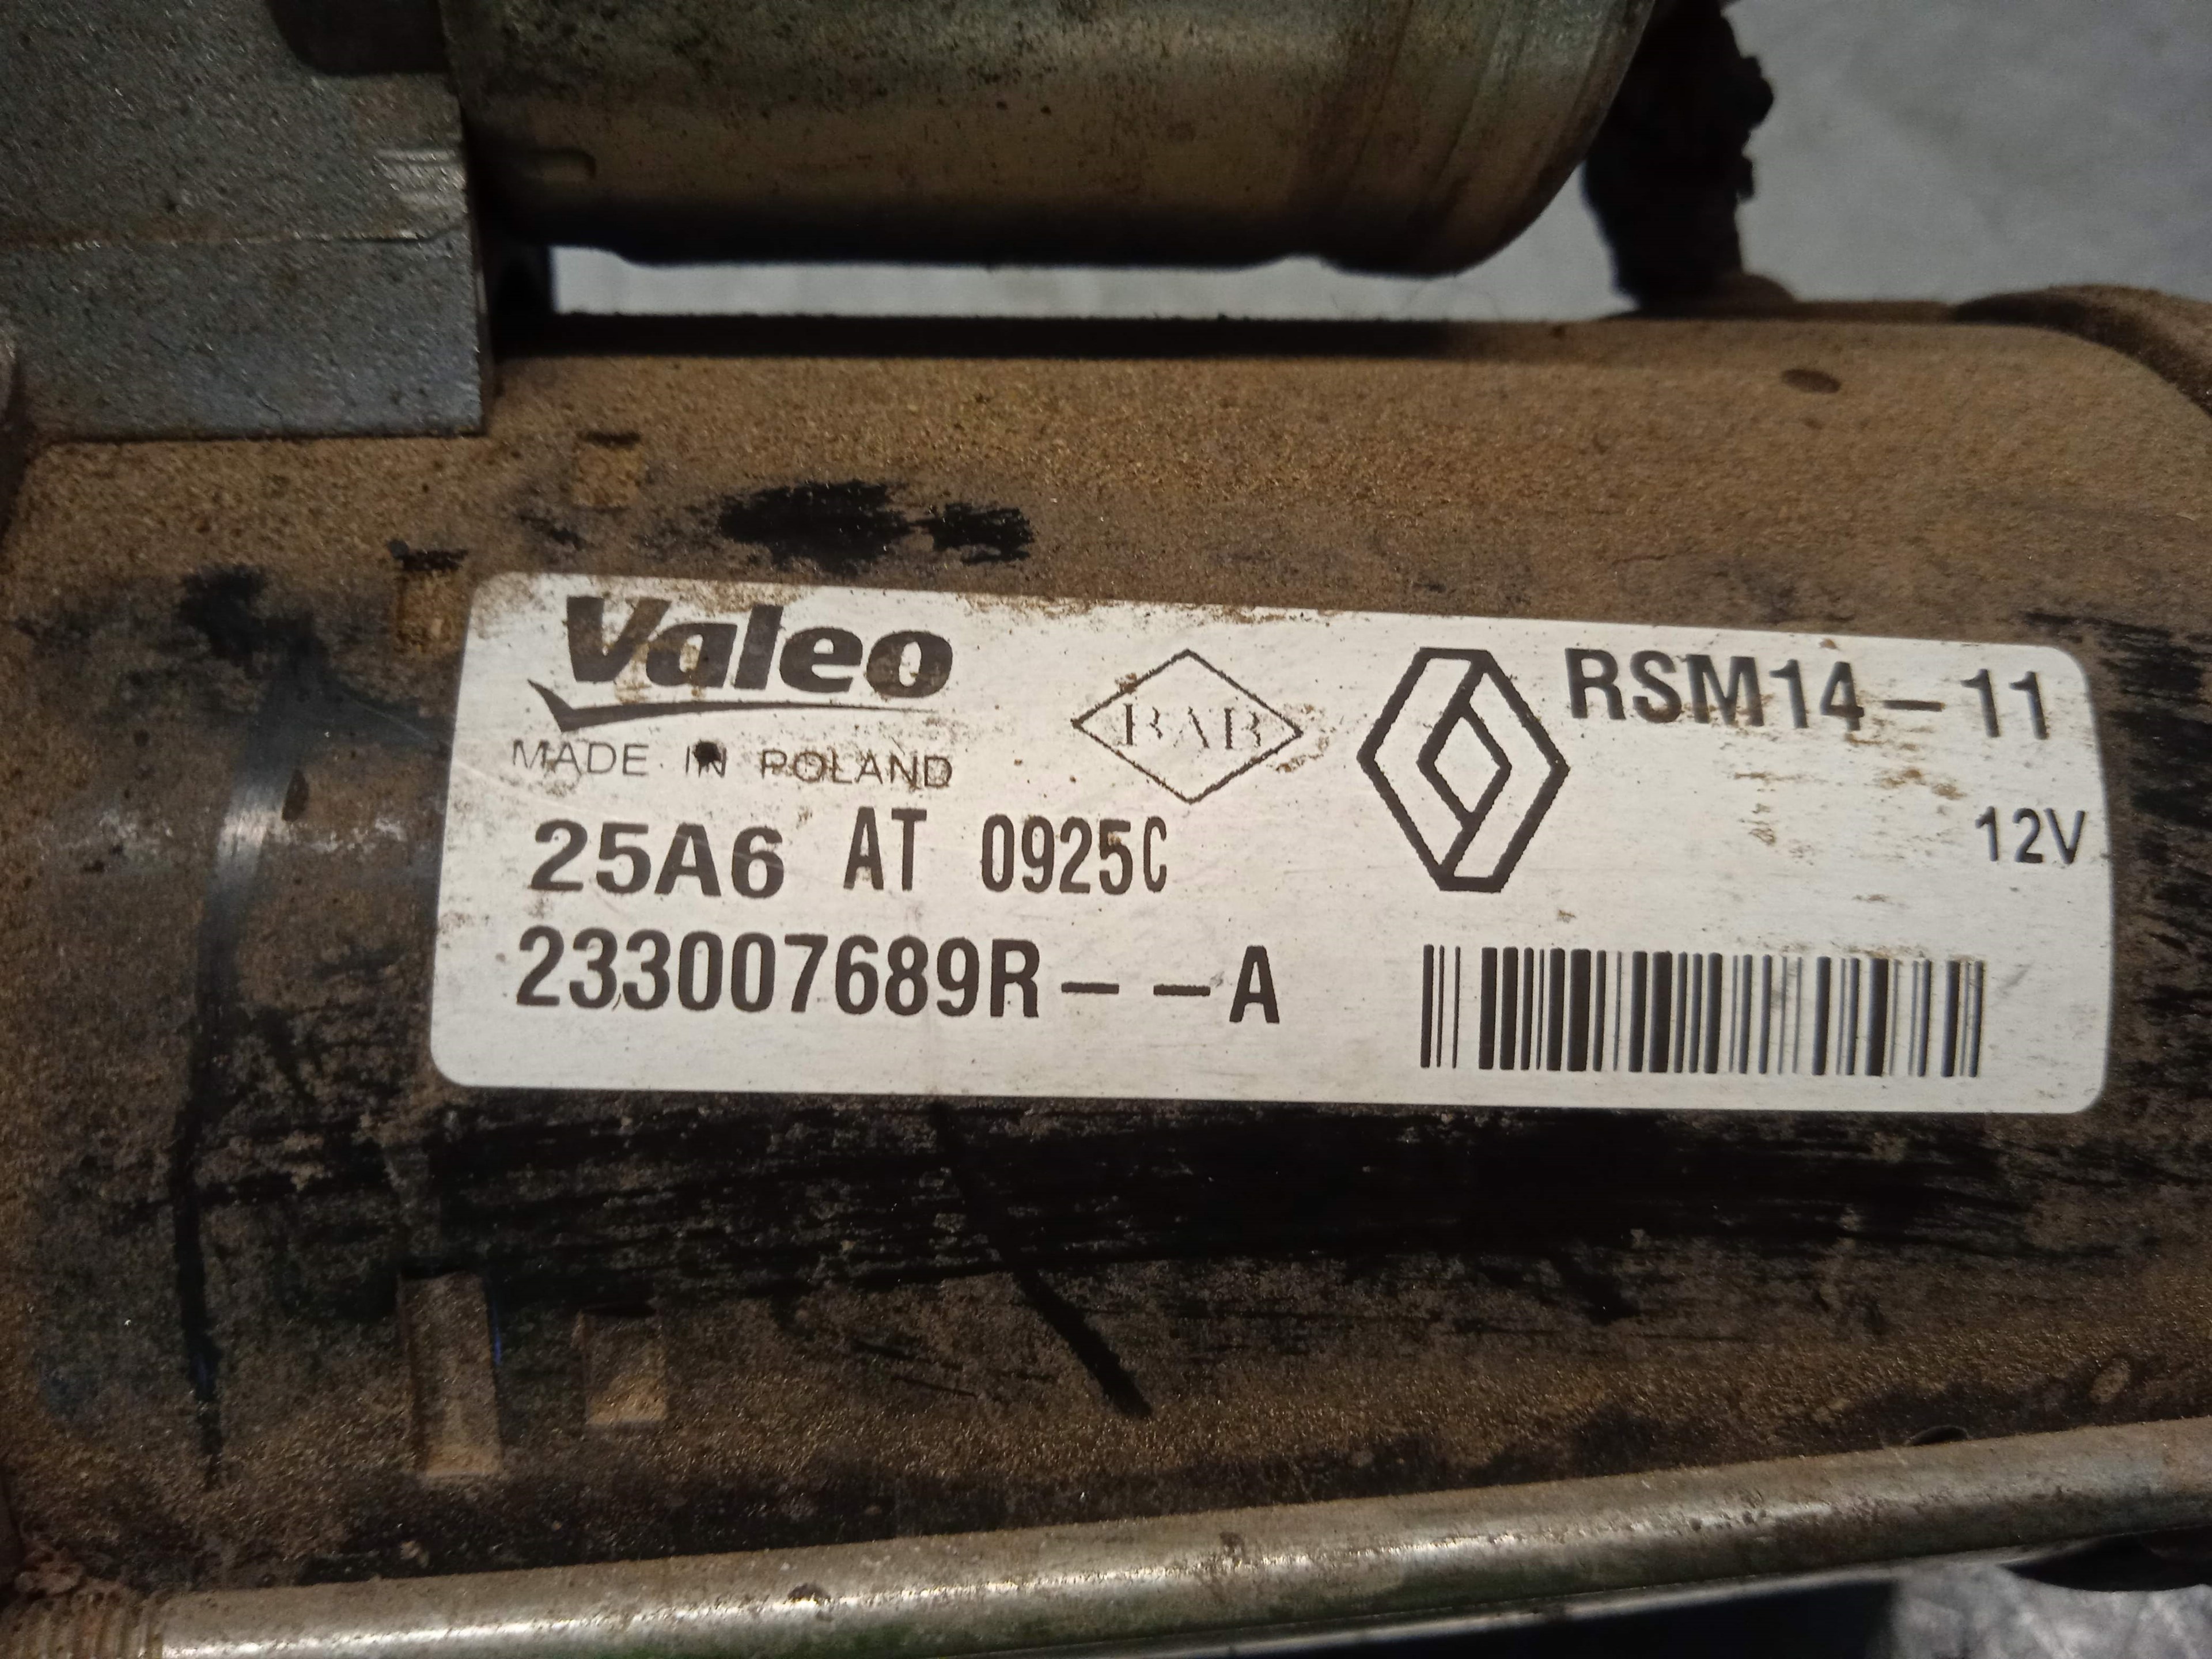 Valeo
MADE IN POLAND
BAB
RSM14-11
12V
25A6 AT 0925C
233007689R--A